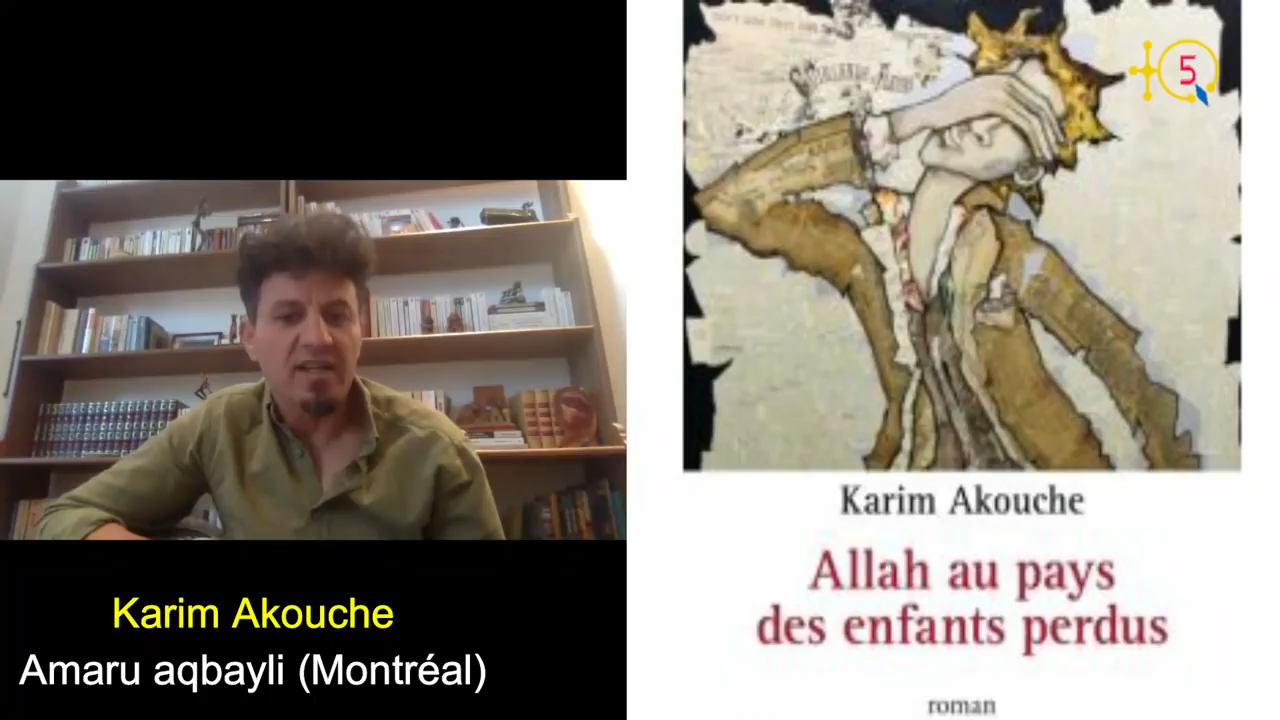 Karim Akouche
Amaru aqbayli (Montréal)
5
Karim Akouche
Allah au pays
des enfants perdus
roman